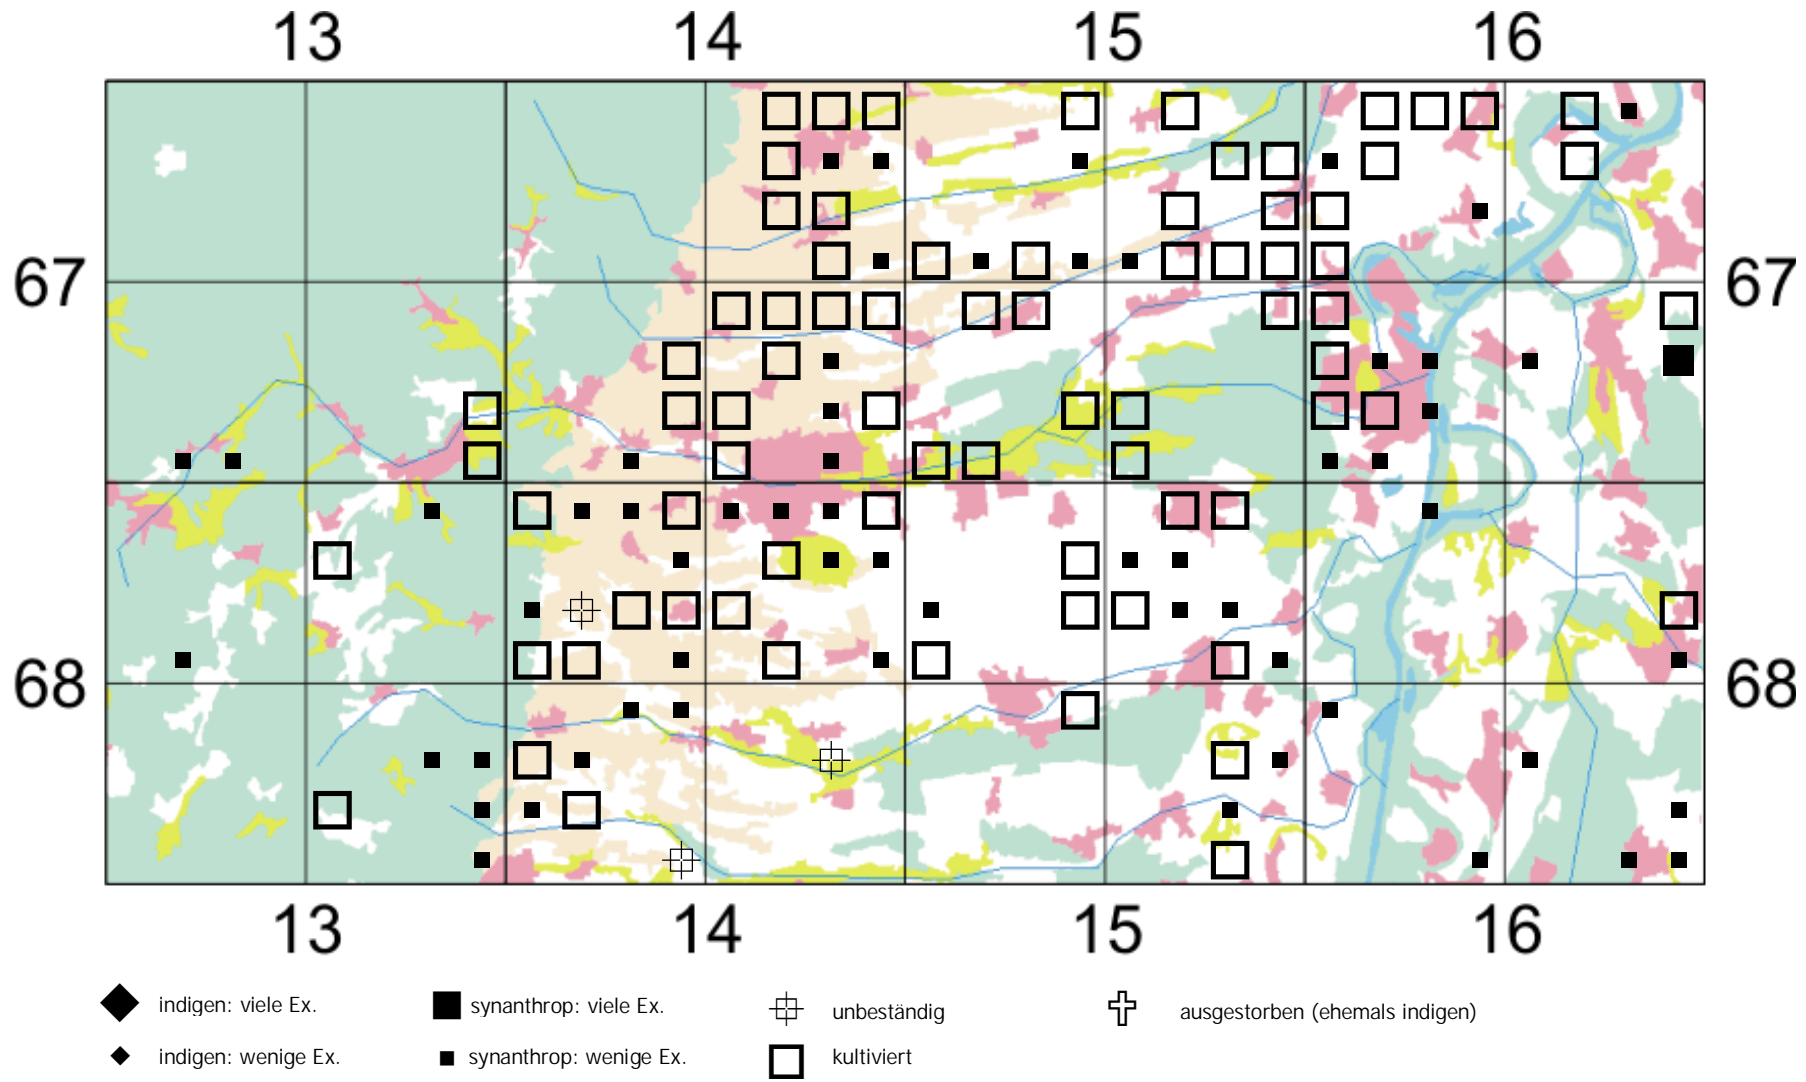 13 14 15 16
67 67
68 68
13 14 15 16
indigen: viele Ex. synanthrop: viele Ex. unbeständig ausgestorben (ehemals indigen)
indigen: wenige Ex. synanthrop: wenige Ex. kultiviert